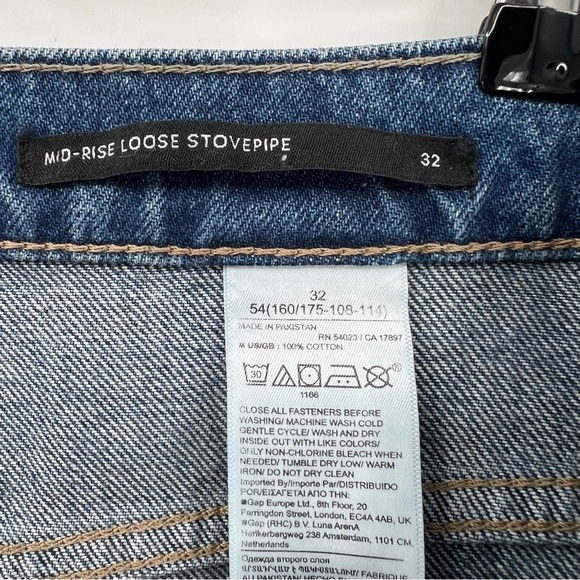 MID-RISE LOOSE STOVEPIPE 32
32
54(160/175-108-114)
MADE IN PAKISTAN
RN 54023 / CA 17897
US/GB : 100% COTTON
30
®
1166
CLOSE ALL FASTENERS BEFORE
WASHING/ MACHINE WASH COLD
GENTLE CYCLE/ WASH AND DRY
INSIDE OUT WITH LIKE COLORS/
ONLY NON-CHLORINE BLEACH WHEN
NEEDED/ TUMBLE DRY LOW/ WARM
IRON/ DO NOT DRY CLEAN
Imported By/Importe Par/DISTRIBUIDO
POR/ΕΙΣΑΓΕΤΑΙ ΑΠΟ ΤΗΝ:
Gap Europe Ltd., 8th Floor, 20
Farringdon Street, London, EC4A 4AB, UK
Gap (RHC) B.V. Luna ArenA
Herikerbergweg 238 Amsterdam, 1101 CM.
Netherlands
Одежда второго слоя